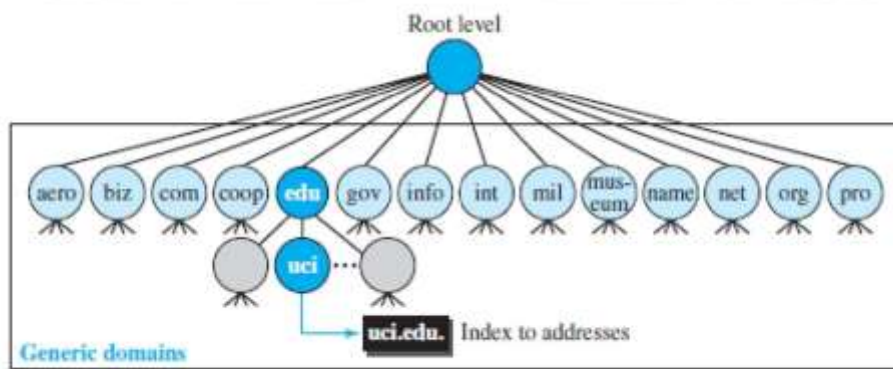 Root level
aero biz com coop edu gov info int mil mus-
eum name net org pro
uci ...
uci.edu. Index to addresses
Generic domains